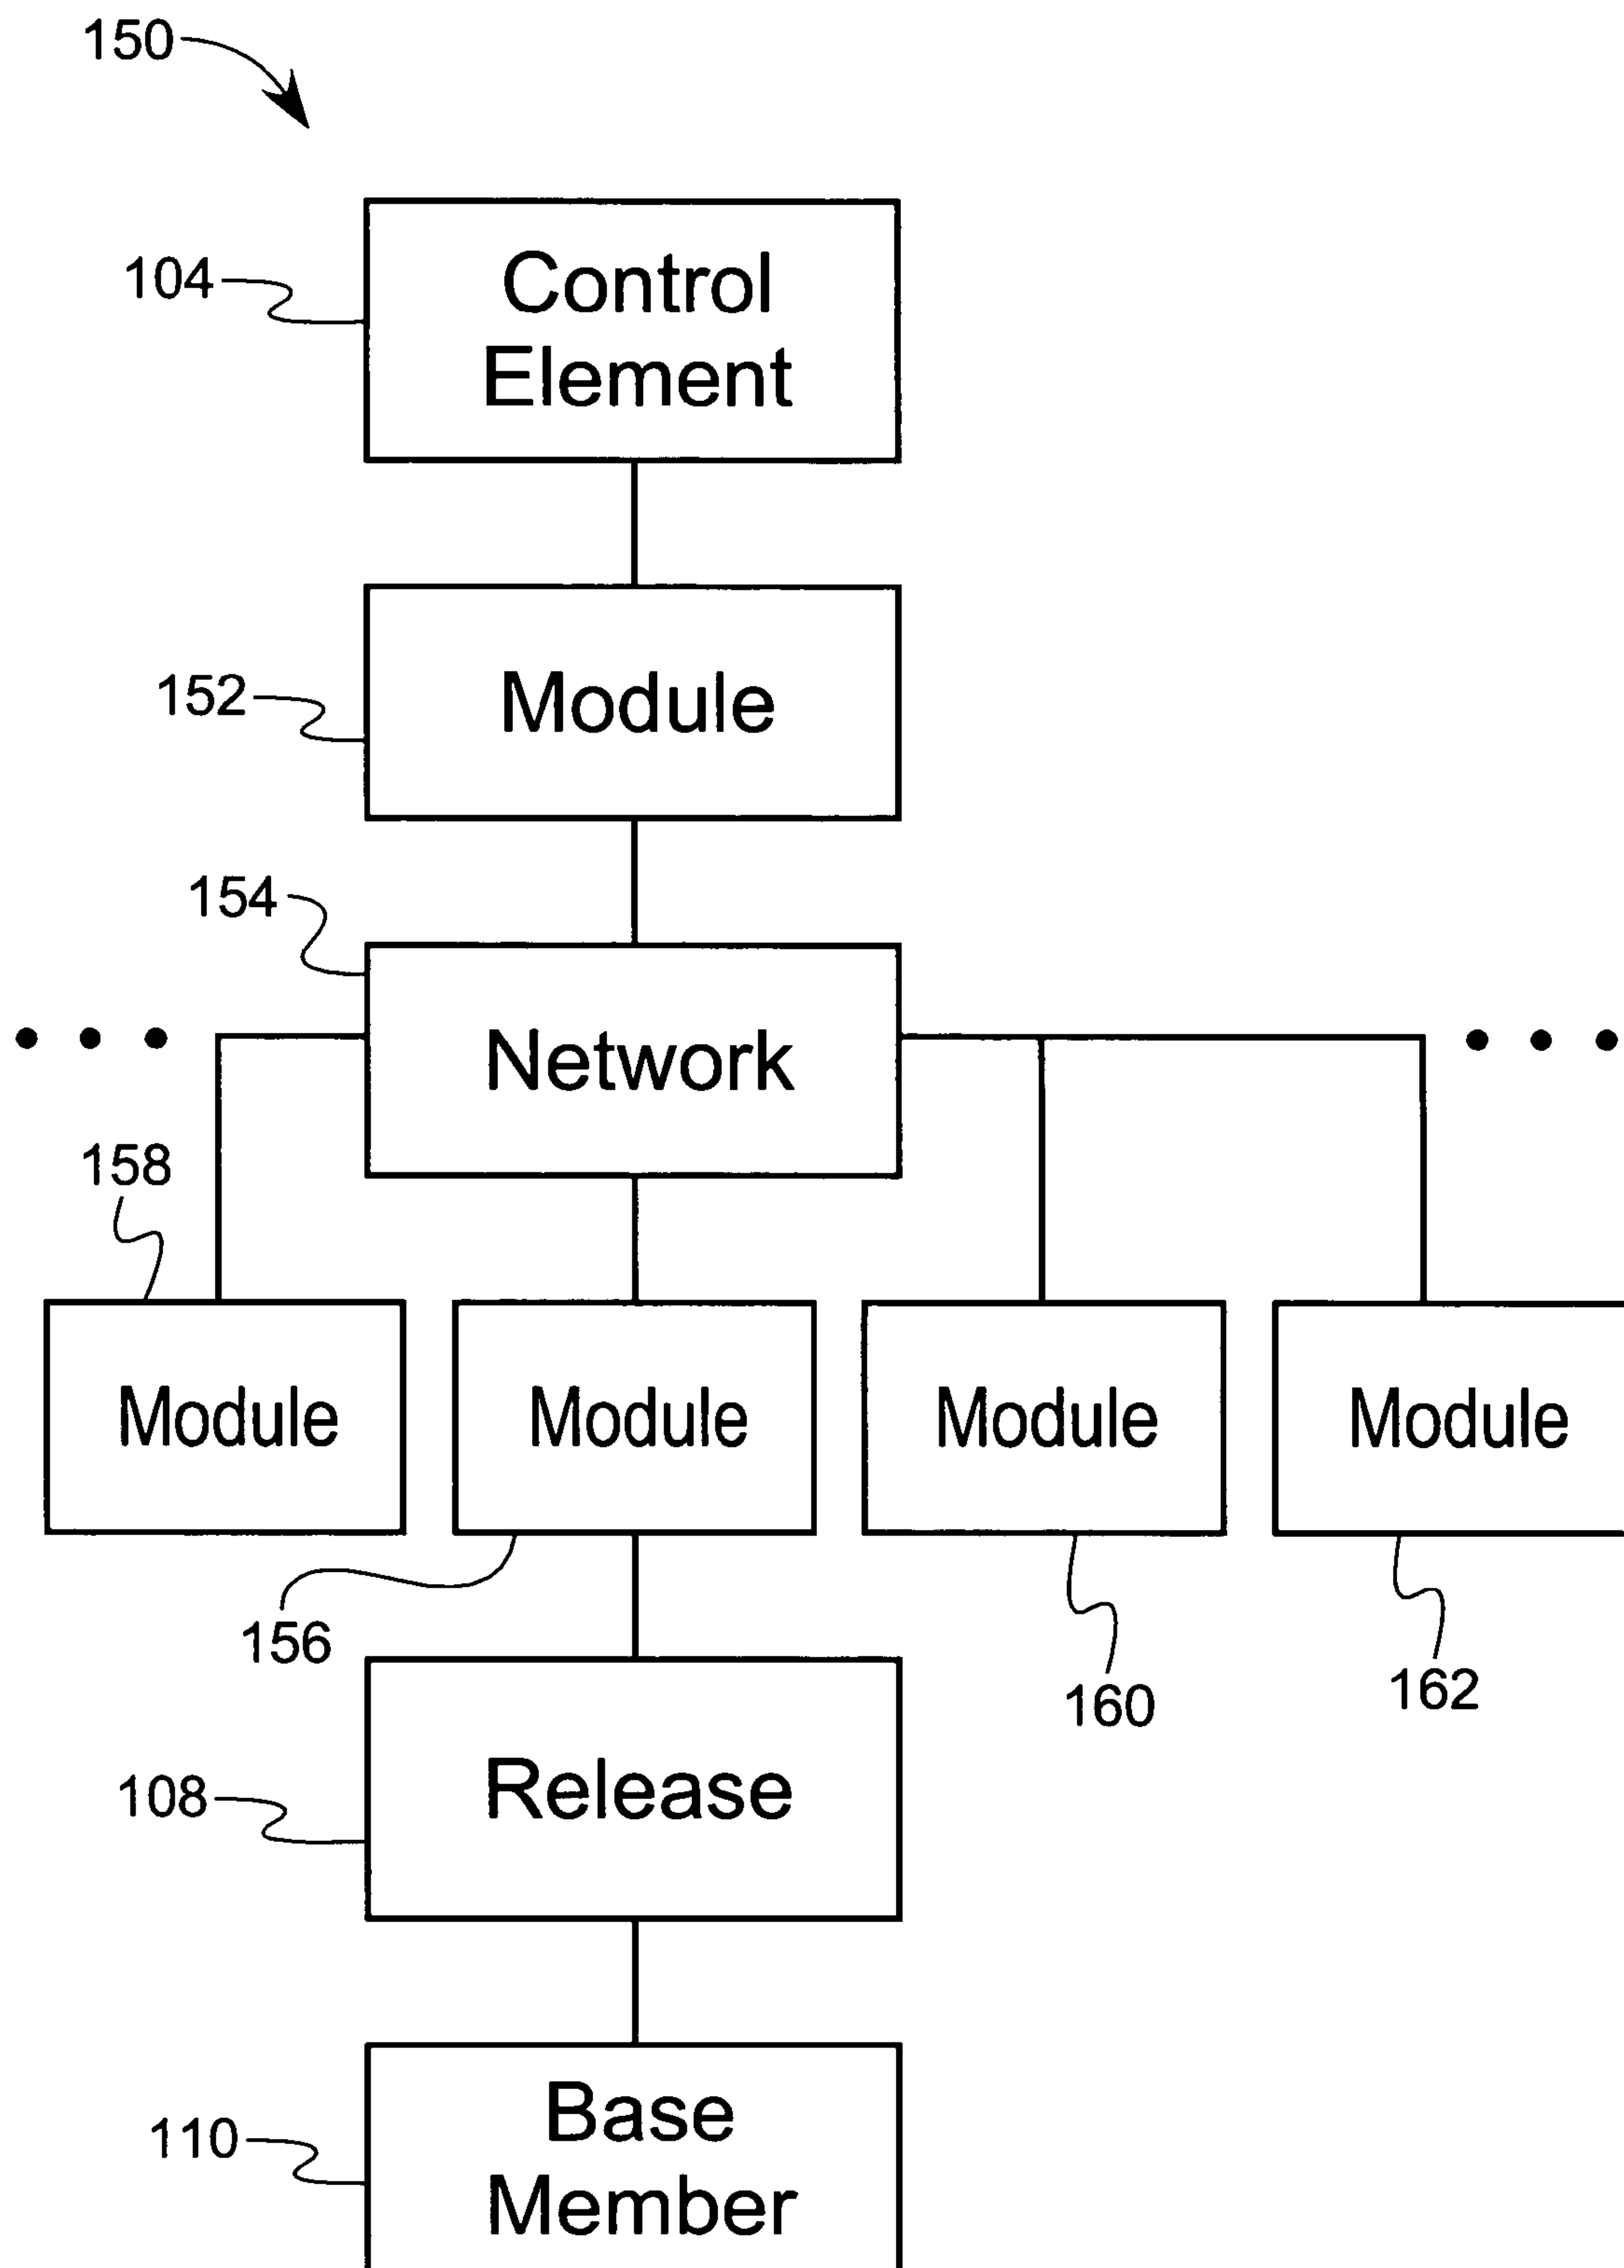 150
104
Control
Element
152
Module
154
Network
158
Module
Module
Module
Module
156
160
162
108
Release
110
Base
Member